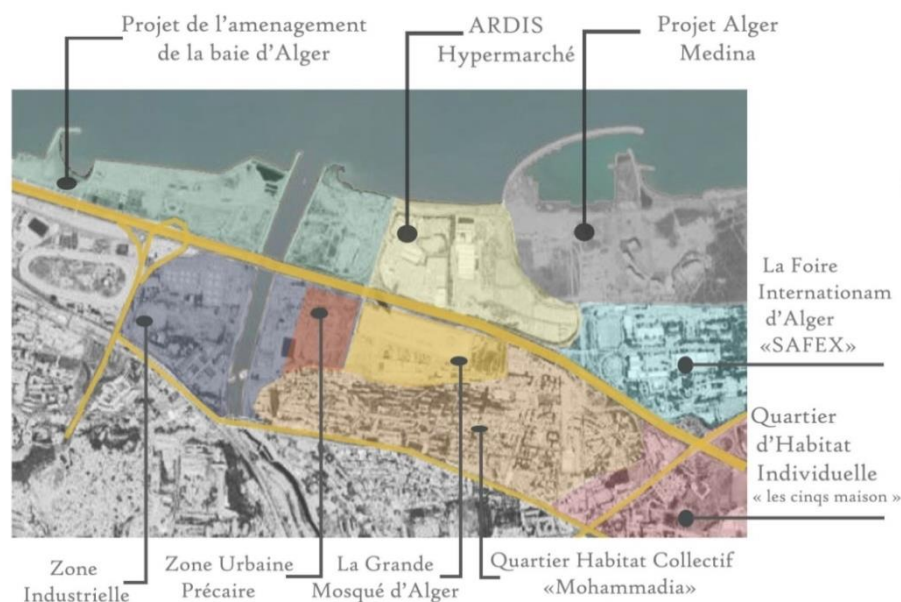 Projet de l’amenagement
de la baie d’Alger
ARDIS
Hypermarché
Projet Alger
Medina
La Foire
Internationam
d’Alger
«SAFEX»
Quartier
d’Habitat
Individuelle
« les cinqs maison »
Zone
Industrielle
Zone Urbaine
Précaire
La Grande
Mosqué d’Alger
Quartier Habitat Collectif
«Mohammadia»